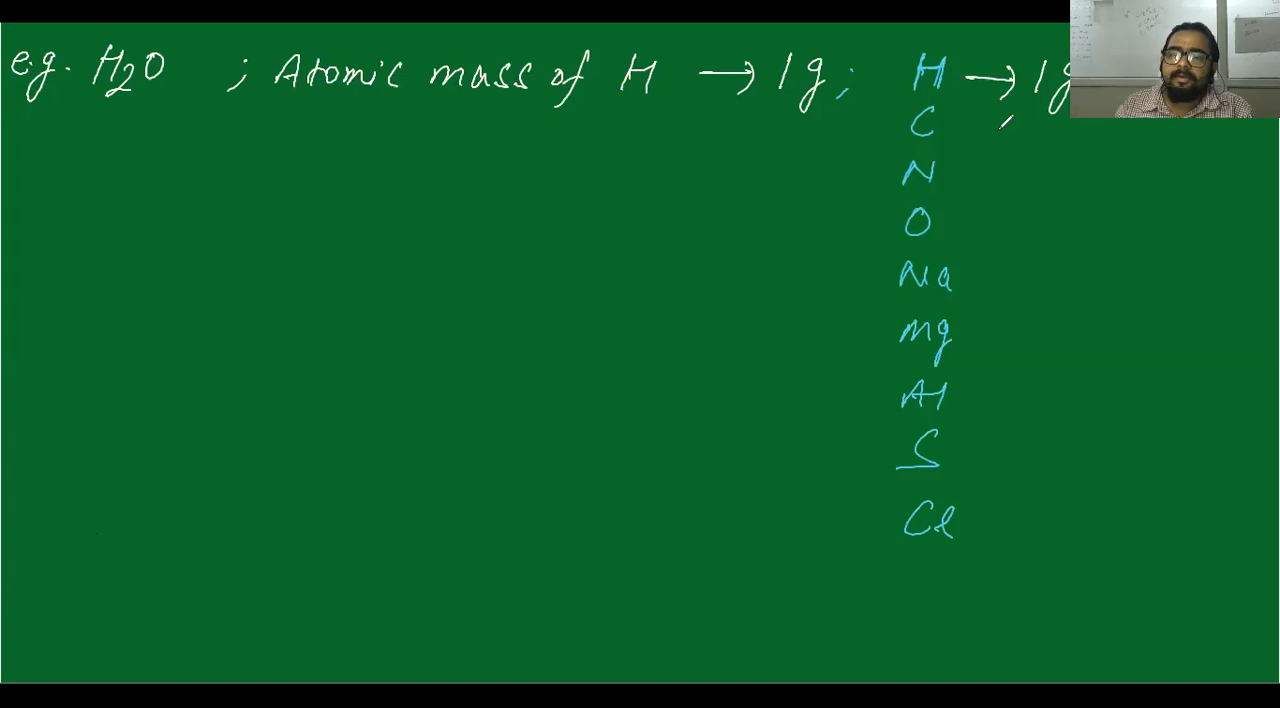 e.g. H2O ; Atomic mass of H → 1g ; H → 1g
C
N
O
Na
Mg
Al
S
Cl